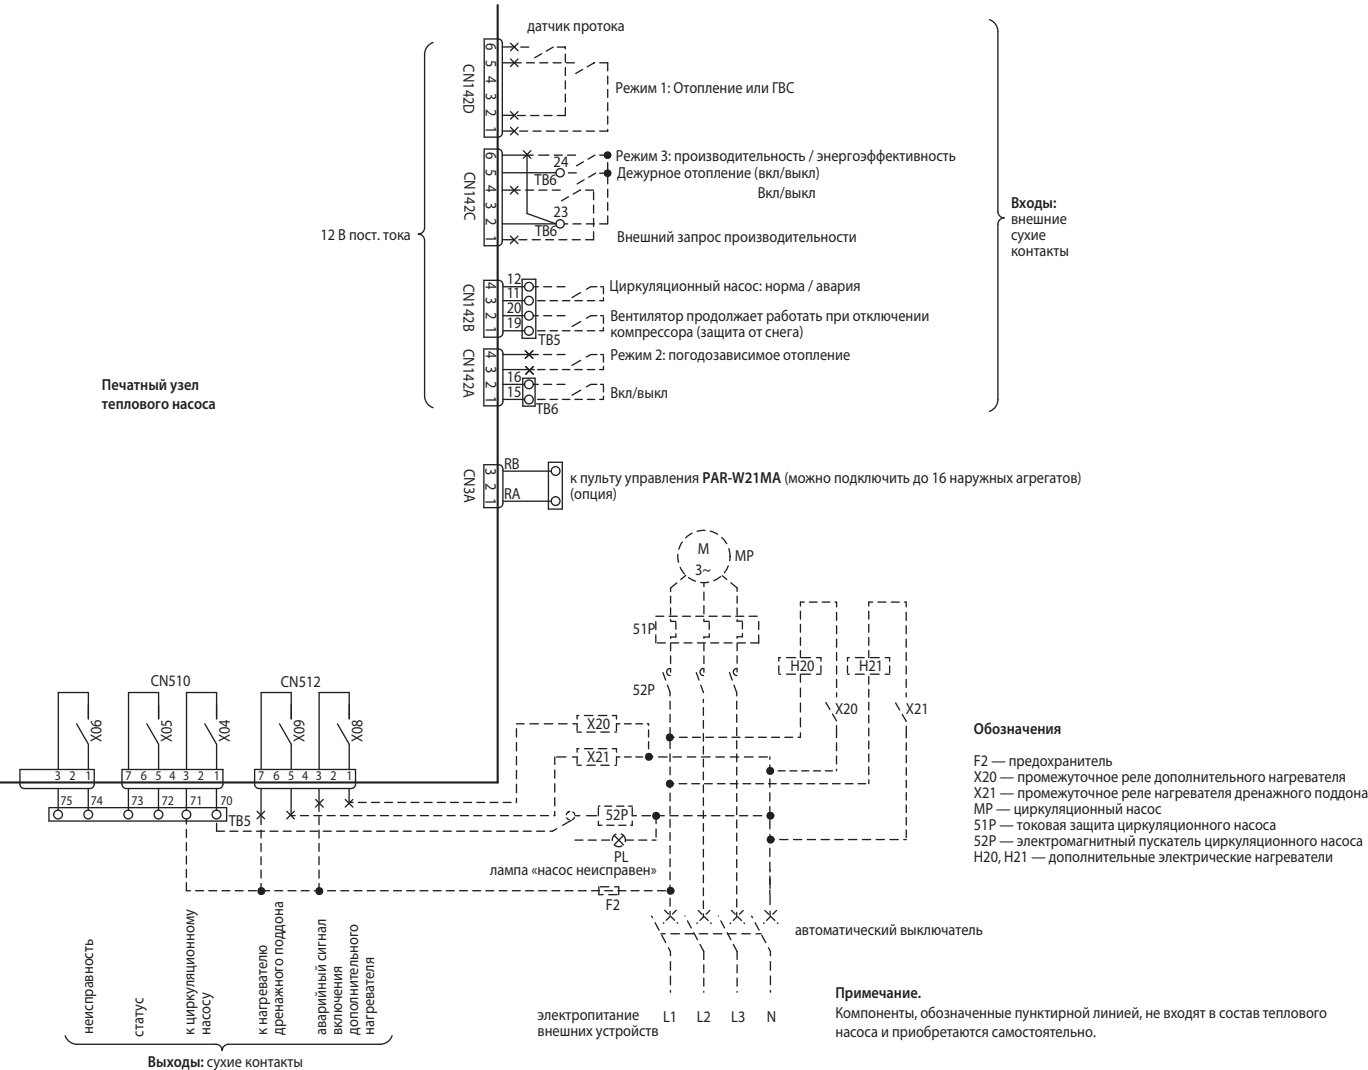 датчик протока
6
5
4
3
2
1
CN142D
Режим 1: Отопление или ГВС
6
5
4
3
2
1
CN142C
24
TB6
23
TB6
Режим 3: производительность / энергоэффективность
Дежурное отопление (вкл/выкл)
Вкл/выкл
Внешний запрос производительности
12 В пост. тока
Входы:
внешние
сухие
контакты
4
3
2
1
CN142B
12
11
20
19
TB5
Циркуляционный насос: норма / авария
Вентилятор продолжает работать при отключении
компрессора (защита от снега)
4
3
2
1
CN142A
16
15
TB6
Режим 2: погодозависимое отопление
Вкл/выкл
Печатный узел
теплового насоса
3
2
1
CN3A
RB
RA
к пульту управления PAR-W21MA (можно подключить до 16 наружных агрегатов)
(опция)
M
3~
MP
51P
52P
H20
H21
X20
X21
CN510
CN512
X06
X05
X04
X09
X08
3 2 1
7 6 5 4 3 2 1
7 6 5 4 3 2 1
75 74 73 72 71 70
TB5
X20
X21
52P
PL
лампа «насос неисправен»
F2
Обозначения
F2 — предохранитель
X20 — промежуточное реле дополнительного нагревателя
X21 — промежуточное реле нагревателя дренажного поддона
MP — циркуляционный насос
51P — токовая защита циркуляционного насоса
52P — электромагнитный пускатель циркуляционного насоса
H20, H21 — дополнительные электрические нагреватели
автоматический выключатель
неисправность
статус
к циркуляционному
насосу
к нагревателю
дренажного поддона
аварийный сигнал
включения
дополнительного
нагревателя
Выходы: сухие контакты
электропитание
внешних устройств
L1 L2 L3 N
Примечание.
Компоненты, обозначенные пунктирной линией, не входят в состав теплового
насоса и приобретаются самостоятельно.